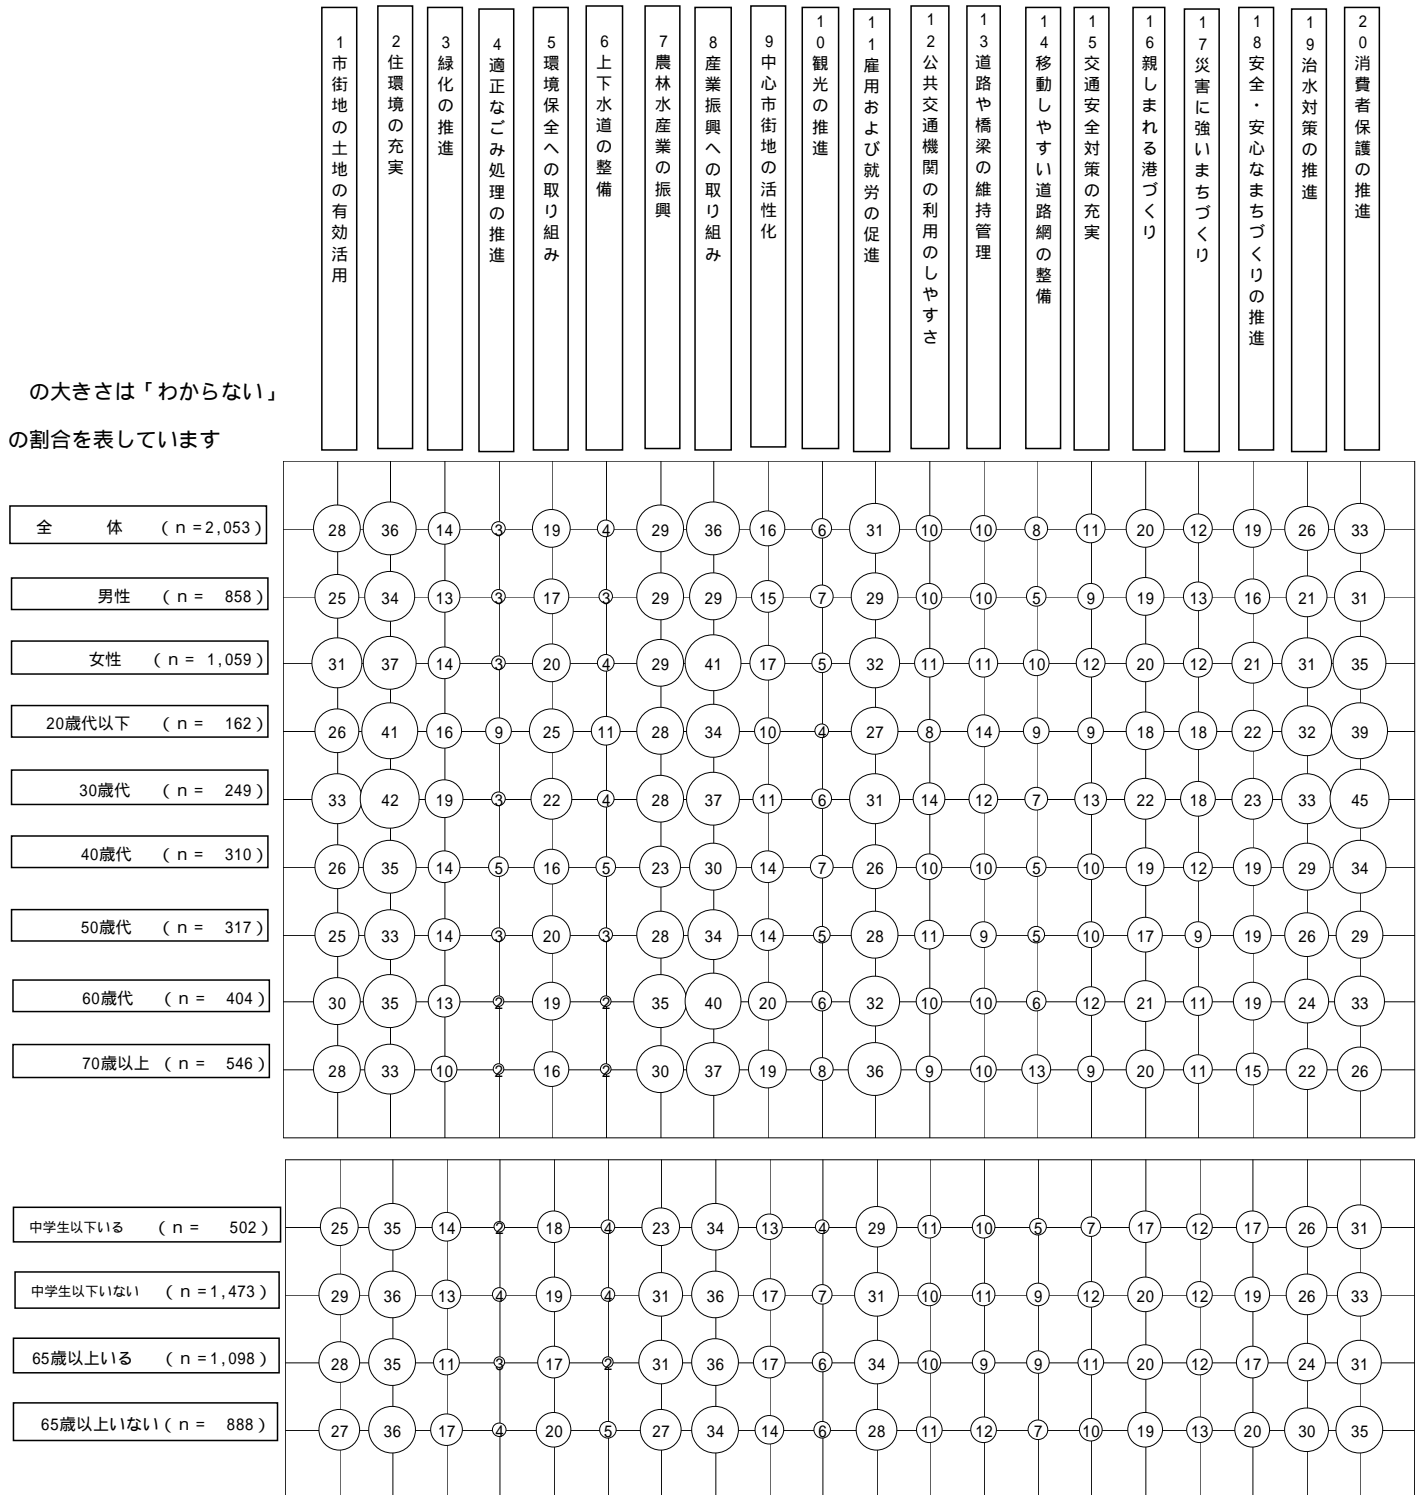 1市街地の土地の有効活用
2住環境の充実
3緑化の推進
4適正なごみ処理の推進
5環境保全への取り組み
6上下水道の整備
7農林水産業の振興
8産業振興への取り組み
9中心市街地の活性化
10観光の推進
11雇用および就労の促進
12公共交通機関の利用のしやすさ
13道路や橋梁の維持管理
14移動しやすい道路網の整備
15交通安全対策の充実
16親しまれる港づくり
17災害に強いまちづくり
18安全・安心なまちづくりの推進
19治水対策の推進
20消費者保護の推進
の大きさは「わからない」
の割合を表しています
全 体 （ｎ=2,053） 28 36 14 3 19 4 29 36 16 6 31 10 10 8 11 20 12 19 26 33
男性 （ｎ= 858） 25 34 13 3 17 3 29 29 15 7 29 10 10 5 9 19 13 16 21 31
女性 （ｎ= 1,059） 31 37 14 3 20 4 29 41 17 5 32 11 11 10 12 20 12 21 31 35
20歳代以下 （ｎ= 162） 26 41 16 9 25 11 28 34 10 4 27 8 14 9 9 18 18 22 32 39
30歳代 （ｎ= 249） 33 42 19 3 22 4 28 37 11 6 31 14 12 7 13 22 18 23 33 45
40歳代 （ｎ= 310） 26 35 14 5 16 5 23 30 14 7 26 10 10 5 10 19 12 19 29 34
50歳代 （ｎ= 317） 25 33 14 3 20 3 28 34 14 5 28 11 9 5 10 17 9 19 26 29
60歳代 （ｎ= 404） 30 35 13 2 19 2 35 40 20 6 32 10 10 6 12 21 11 19 24 33
70歳以上 （ｎ= 546） 28 33 10 2 16 2 30 37 19 8 36 9 10 13 9 20 11 15 22 26
中学生以下いる （ｎ= 502） 25 35 14 2 18 4 23 34 13 4 29 11 10 5 7 17 12 17 26 31
中学生以下いない （ｎ=1,473） 29 36 13 4 19 4 31 36 17 7 31 10 11 9 12 20 12 19 26 33
65歳以上いる （ｎ=1,098） 28 35 11 3 17 2 31 36 17 6 34 10 9 9 11 20 12 17 24 31
65歳以上いない（ｎ= 888） 27 36 17 4 20 5 27 34 14 6 28 11 12 7 10 19 13 20 30 35